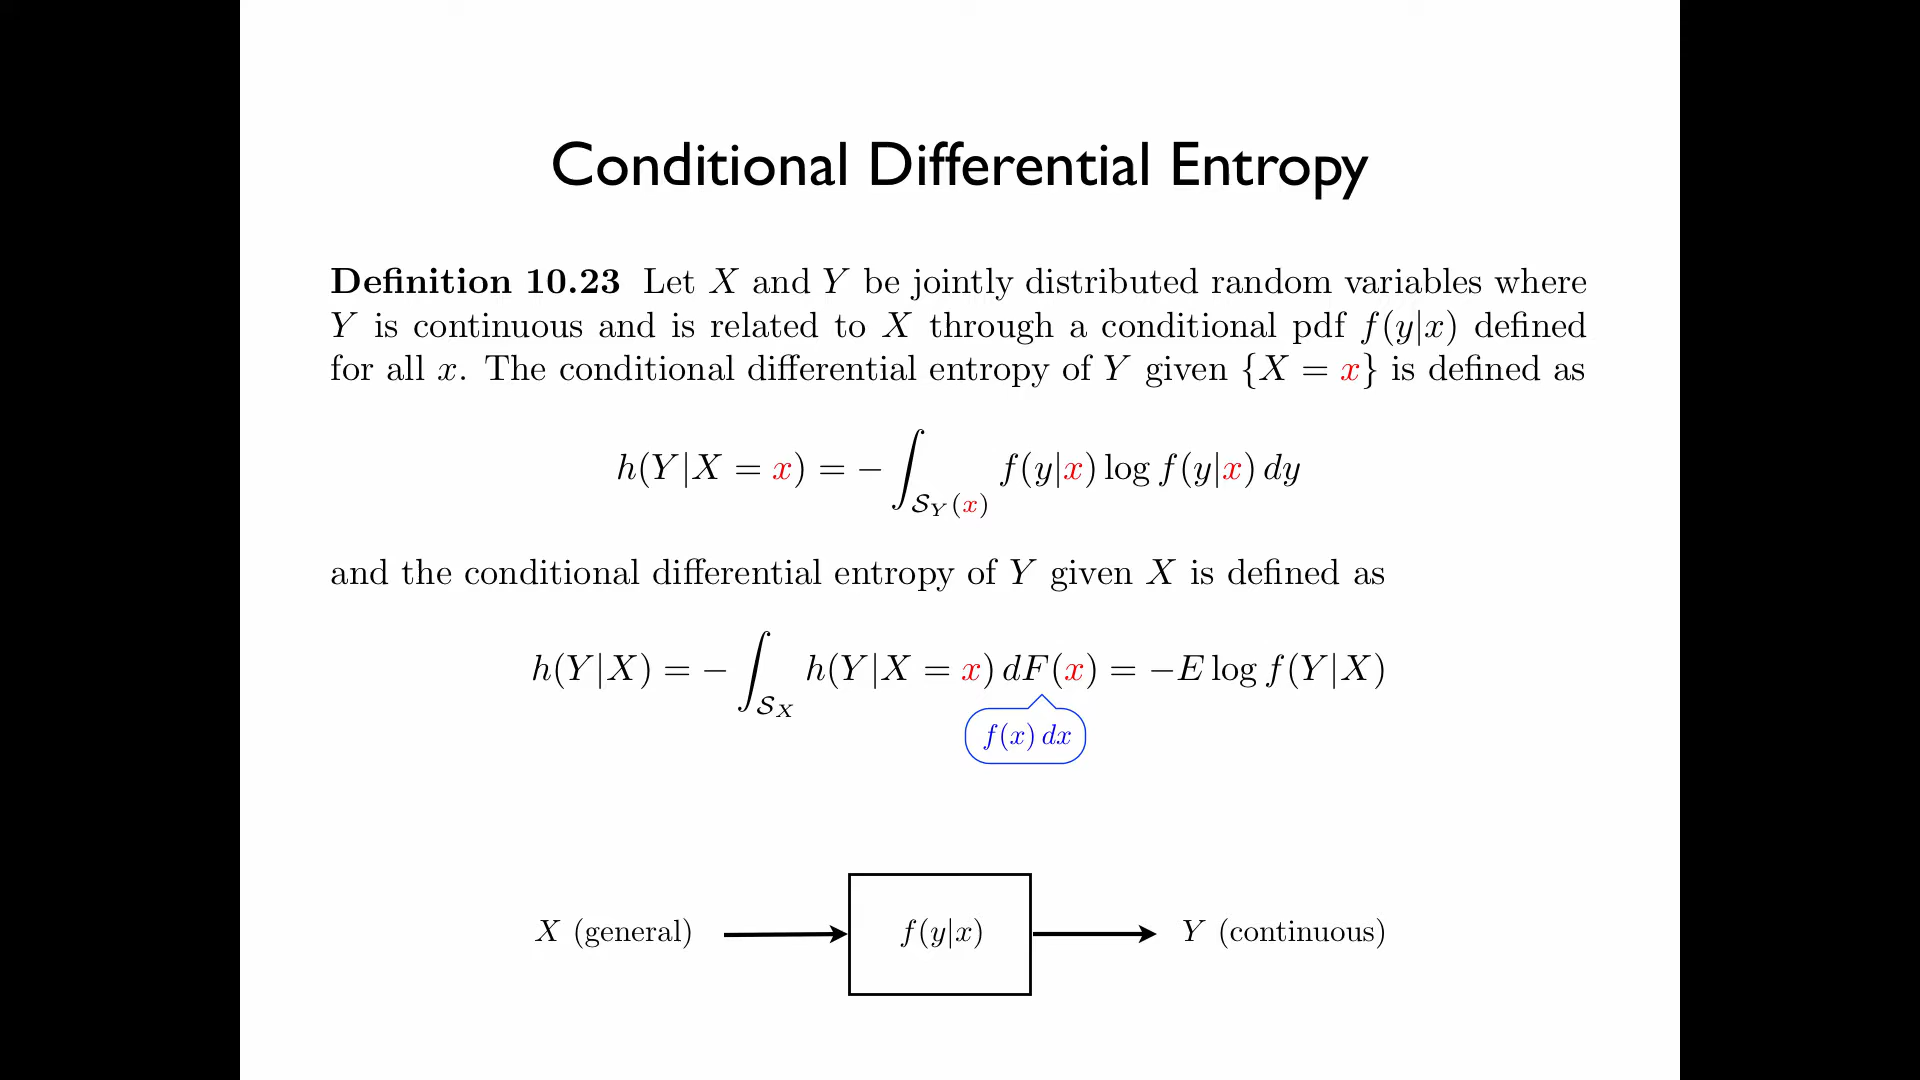 Conditional Differential Entropy
Definition 10.23 Let X and Y be jointly distributed random variables where
Y is continuous and is related to X through a conditional pdf f(y|x) defined
for all x. The conditional differential entropy of Y given {X = x} is defined as
h(Y|X = x) = − ∫_{S_Y(x)} f(y|x) log f(y|x) dy
and the conditional differential entropy of Y given X is defined as
h(Y|X) = − ∫_{S_X} h(Y|X = x) dF(x) = −E log f(Y|X)
f(x) dx
X (general) f(y|x) Y (continuous)